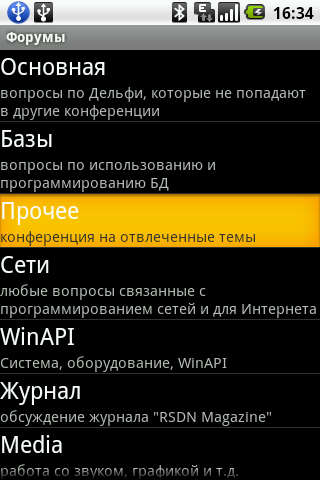 16:34
Форумы
Основная
вопросы по Дельфи, которые не попадают
в другие конференции
Базы
вопросы по использованию и
программированию БД
Прочее
конференция на отвлеченные темы
Сети
любые вопросы связанные с
программированием сетей и для Интернета
WinAPI
Система, оборудование, WinAPI
Журнал
обсуждение журнала "RSDN Magazine"
Media
работа со звуком, графикой и т.д.